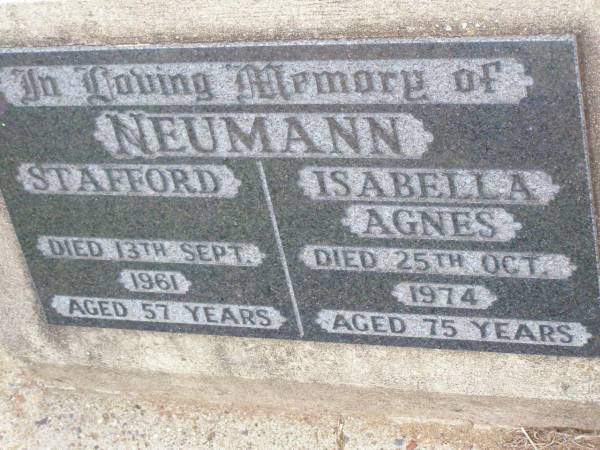 In Loving Memory of
NEUMANN
STAFFORD
DIED 13TH SEPT.
1961
AGED 57 YEARS
ISABELLA
AGNES
DIED 25TH OCT.
1974
AGED 75 YEARS